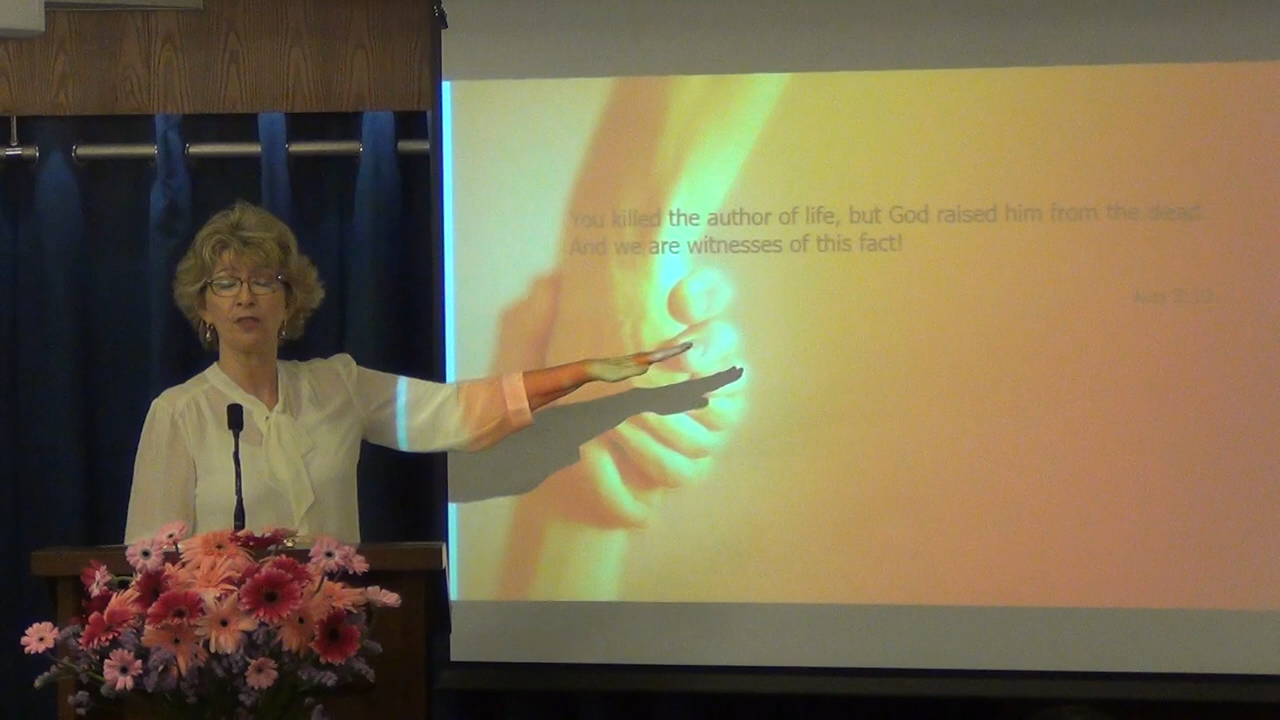 You killed the author of life, but God raised him from the dead.
And we are witnesses of this fact!